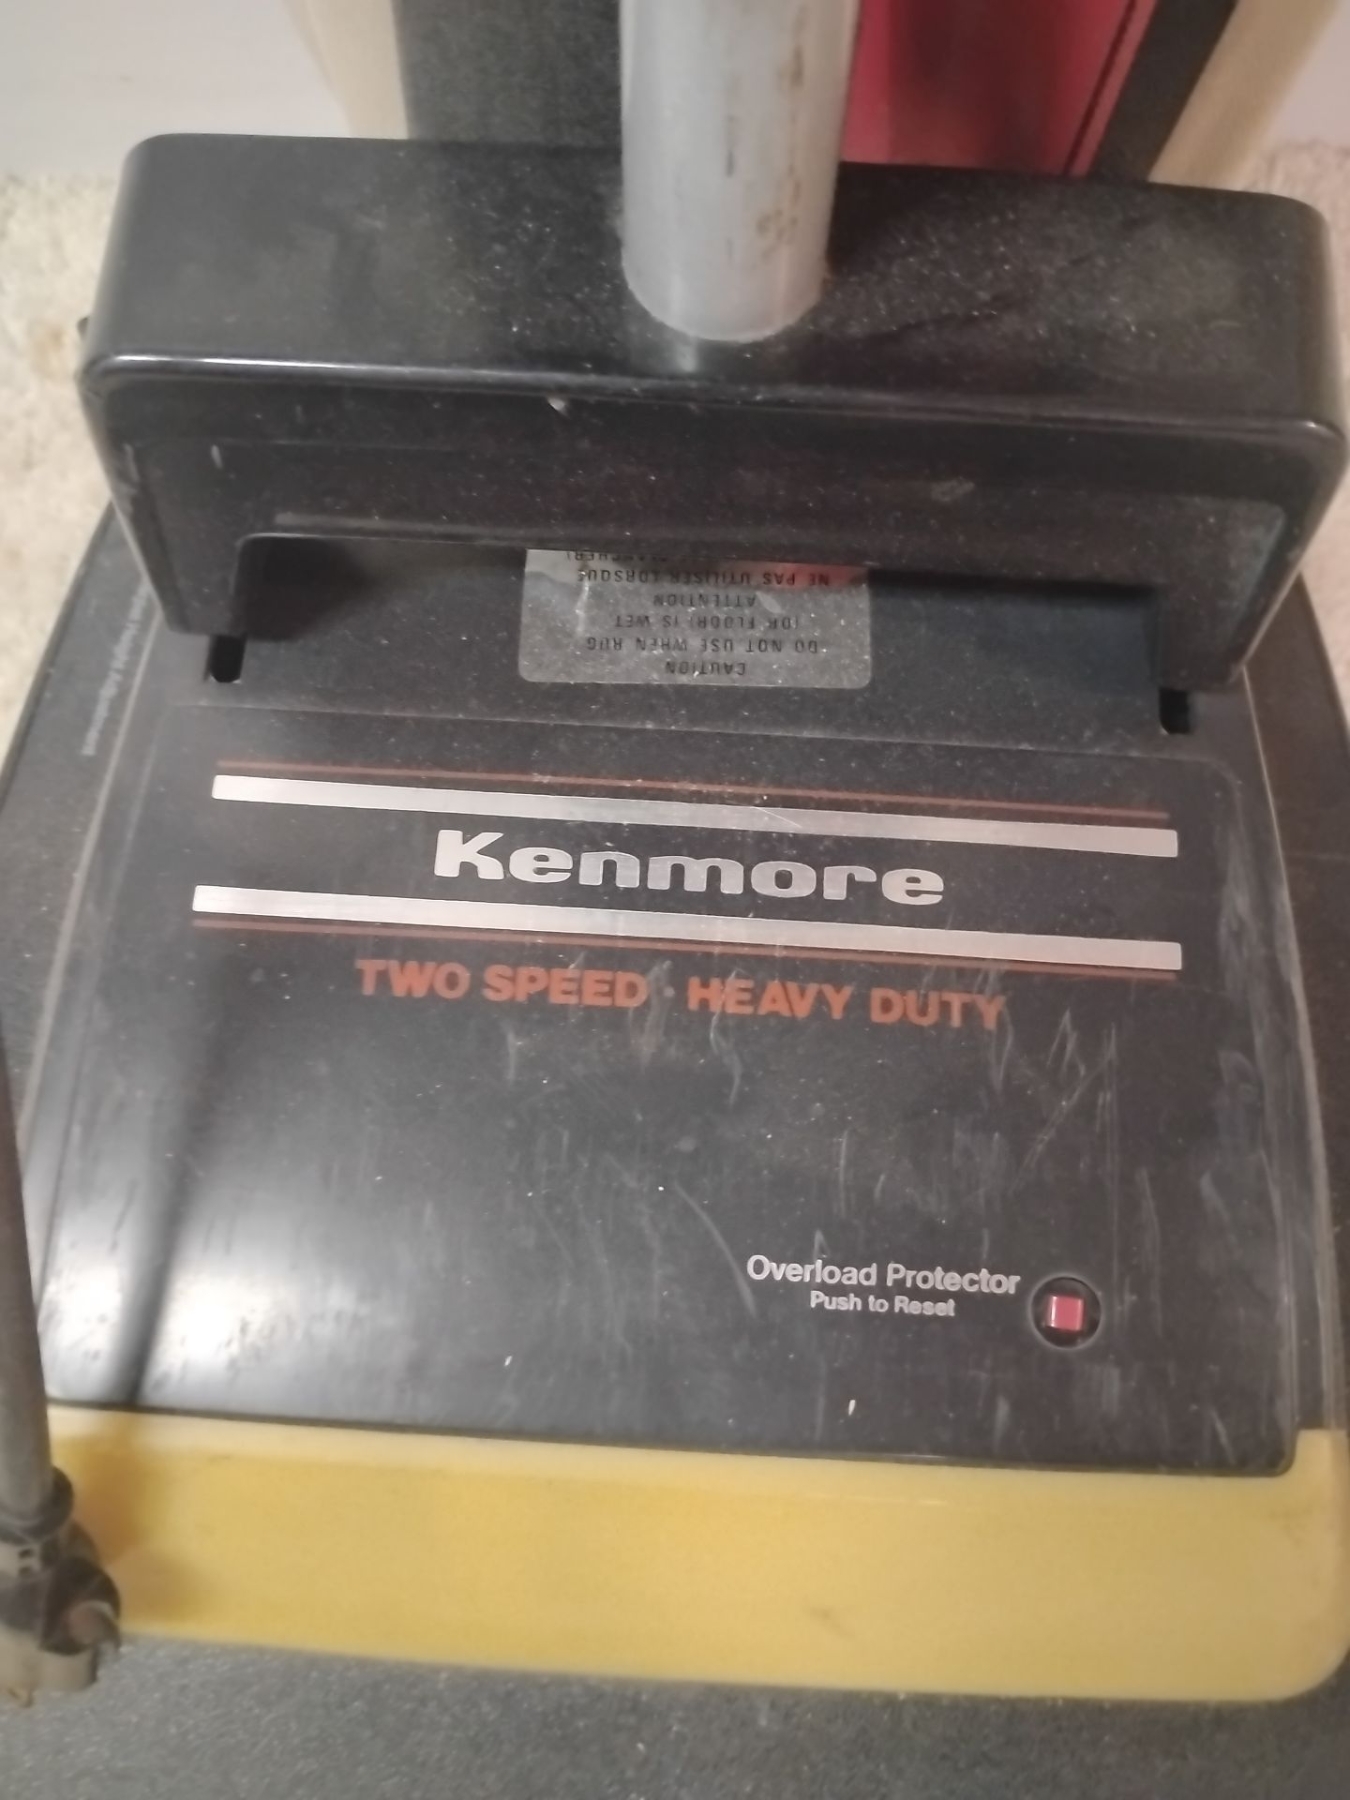 CAUTION
DO NOT USE WHEN RUG
(OR FLOOR) IS WET
ATTENTION
NE PAS UTILISER LORSQUE
Kenmore
TWO SPEED · HEAVY DUTY
Overload Protector
Push to Reset